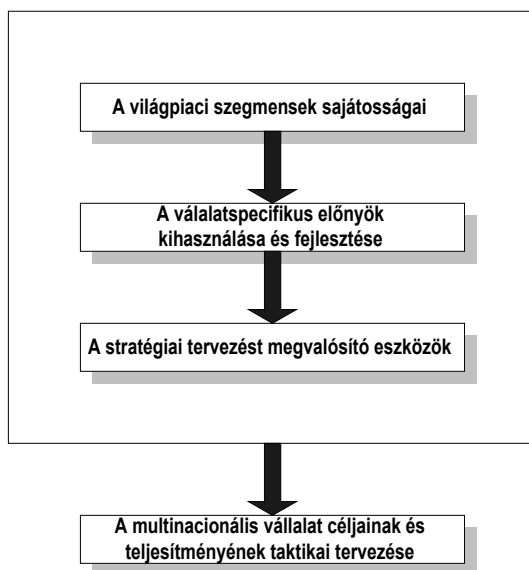 A világpiaci szegmensek sajátosságai
A válalatspecifikus előnyök
kihasználása és fejlesztése
A stratégiai tervezést megvalósító eszközök
A multinacionális vállalat céljainak és
teljesítményének taktikai tervezése